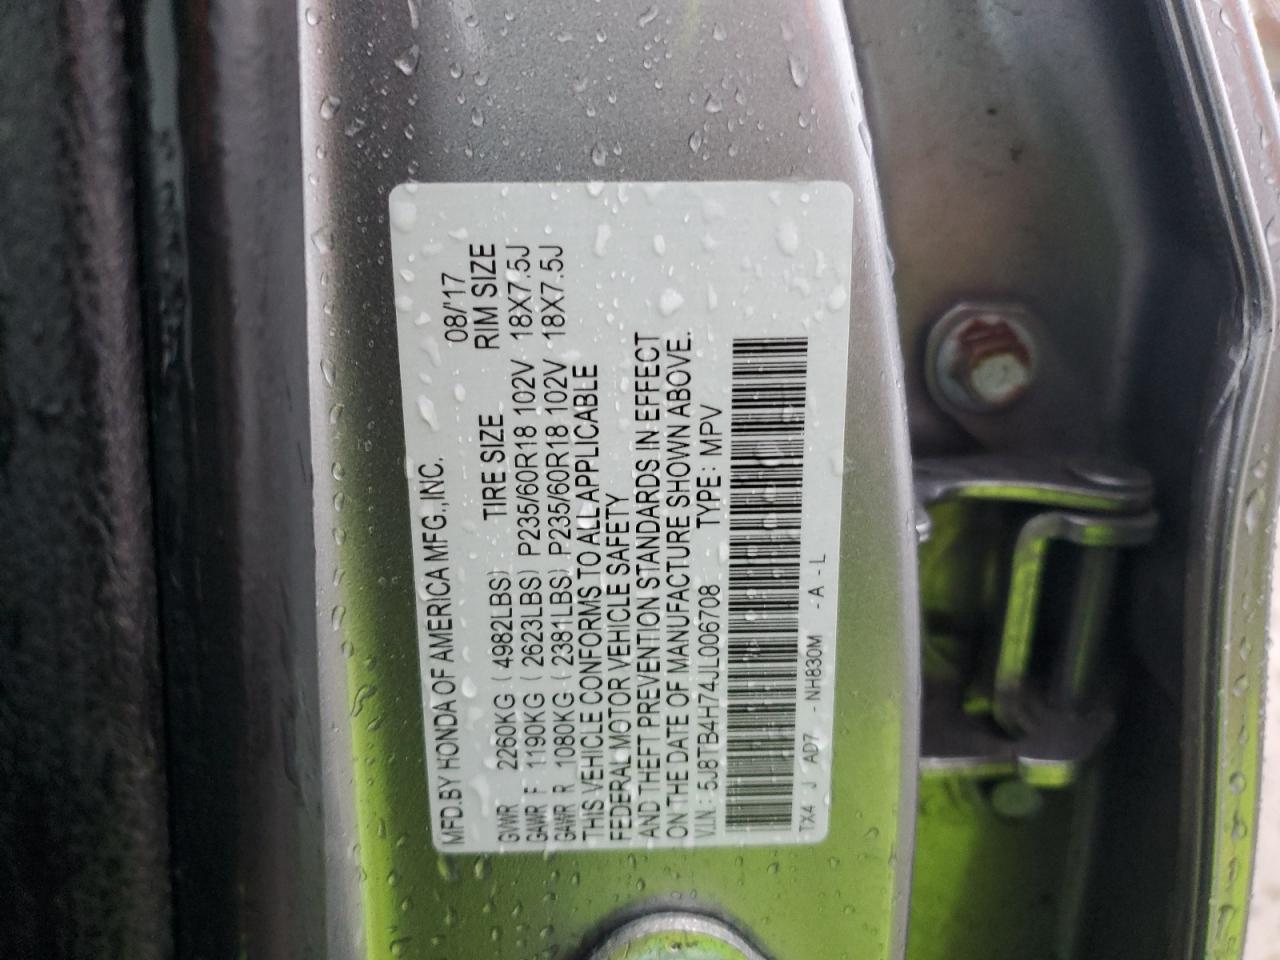 MFD.BY HONDA OF AMERICA MFG.,INC. 08/'17
GVWR 2260KG ( 4982LBS) TIRE SIZE RIM SIZE
GAWR F 1190KG ( 2623LBS) P235/60R18 102V 18X7.5J
GAWR R 1080KG ( 2381LBS) P235/60R18 102V 18X7.5J
THIS VEHICLE CONFORMS TO ALL APPLICABLE
FEDERAL MOTOR VEHICLE SAFETY
AND THEFT PREVENTION STANDARDS IN EFFECT
ON THE DATE OF MANUFACTURE SHOWN ABOVE.
V.I.N : 5J8TB4H74JL006708 TYPE : MPV
TX4 J AD7 - NH830M - A - L